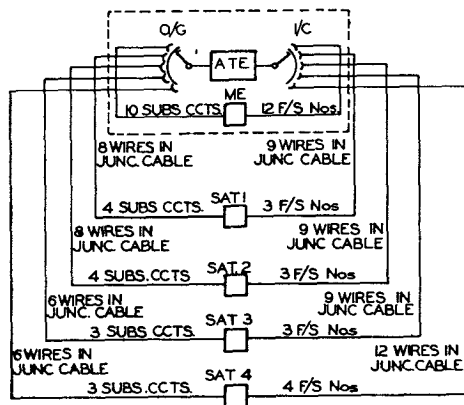 O/G I/C
A.T.E.
ME
10 SUBS CCTS. 12 F/S Nos.
8 WIRES IN
JUNC. CABLE
9 WIRES IN
JUNC CABLE
4 SUBS CCTS. SAT 1 3 F/S Nos
8 WIRES IN
JUNC. CABLE
9 WIRES IN
JUNC CABLE
4 SUBS.CCTS SAT.2 3 F/S Nos
6 WIRES IN
JUNC. CABLE
9 WIRES IN
JUNC CABLE
3 SUBS CCTS. SAT 3 3 F/S Nos
6 WIRES IN
JUNC CABLE
12 WIRES IN
JUNC.CABLE
3 SUBS.CCTS SAT 4 4 F/S Nos